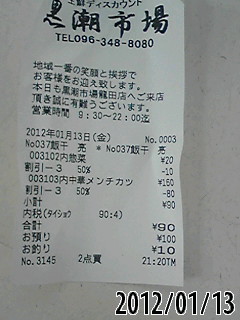 生鮮ディスカウント
黒潮市場
TEL096-348-8080
地域一番の笑顔と挨拶で
お客様をお迎え致します。
本日も黒潮市場龍田店へご来店
頂き誠に有難うございます。
営業時間 9:30~22:00迄
2012年01月13日(金) No.0003
No037飯干 亮 * No037飯干 亮
003102内惣菜 ¥20
割引-3 50% -10
003103内中華メンチカツ ¥160
割引-3 50% -80
小計 ¥90
内税(タイショウ 90:4)
合計 ¥90
お預り ¥100
お釣り ¥10
No.3145 2点買 21:20TM
2012/01/13